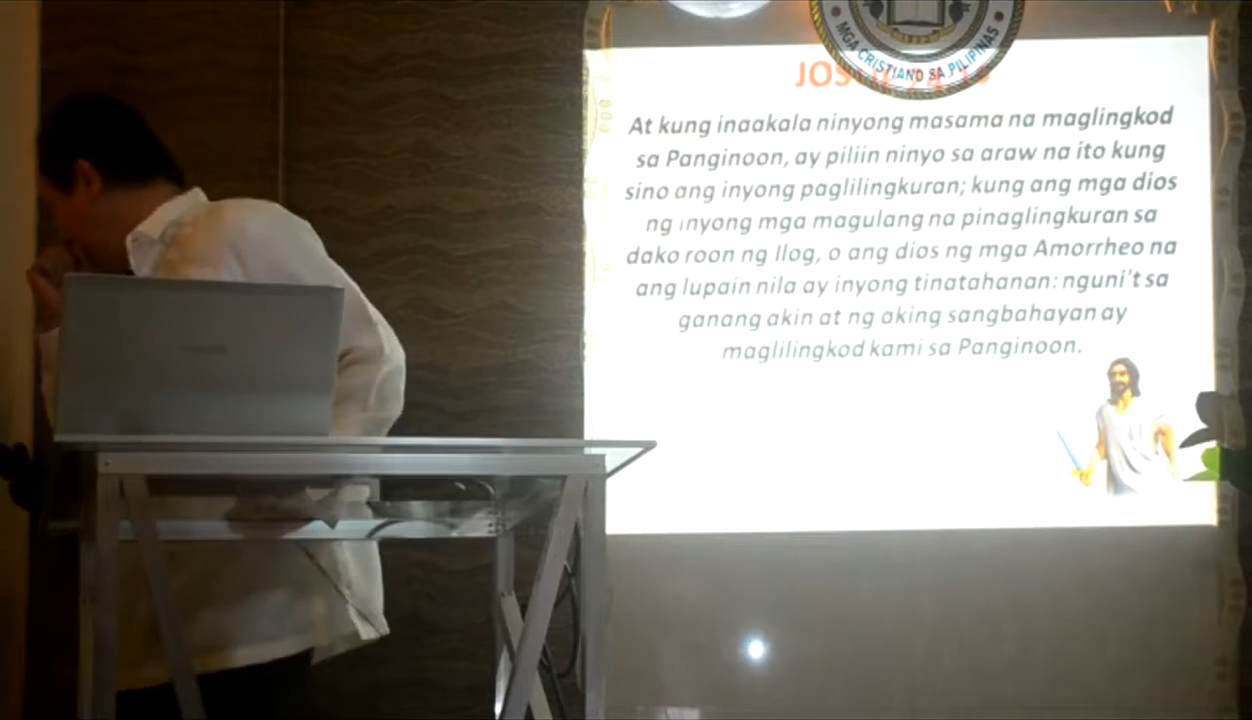 MGA CRISTIANO SA PILIPINAS
JOS
At kung inaakala ninyong masama na maglingkod
sa Panginoon, ay piliin ninyo sa araw na ito kung
sino ang inyong paglilingkuran; kung ang mga dios
ng inyong mga magulang na pinaglingkuran sa
dako roon ng Ilog, o ang dios ng mga Amorrheo na
ang lupain nila ay inyong tinatahanan: nguni't sa
ganang akin at ng aking sangbahayan ay
maglilingkod kami sa Panginoon.